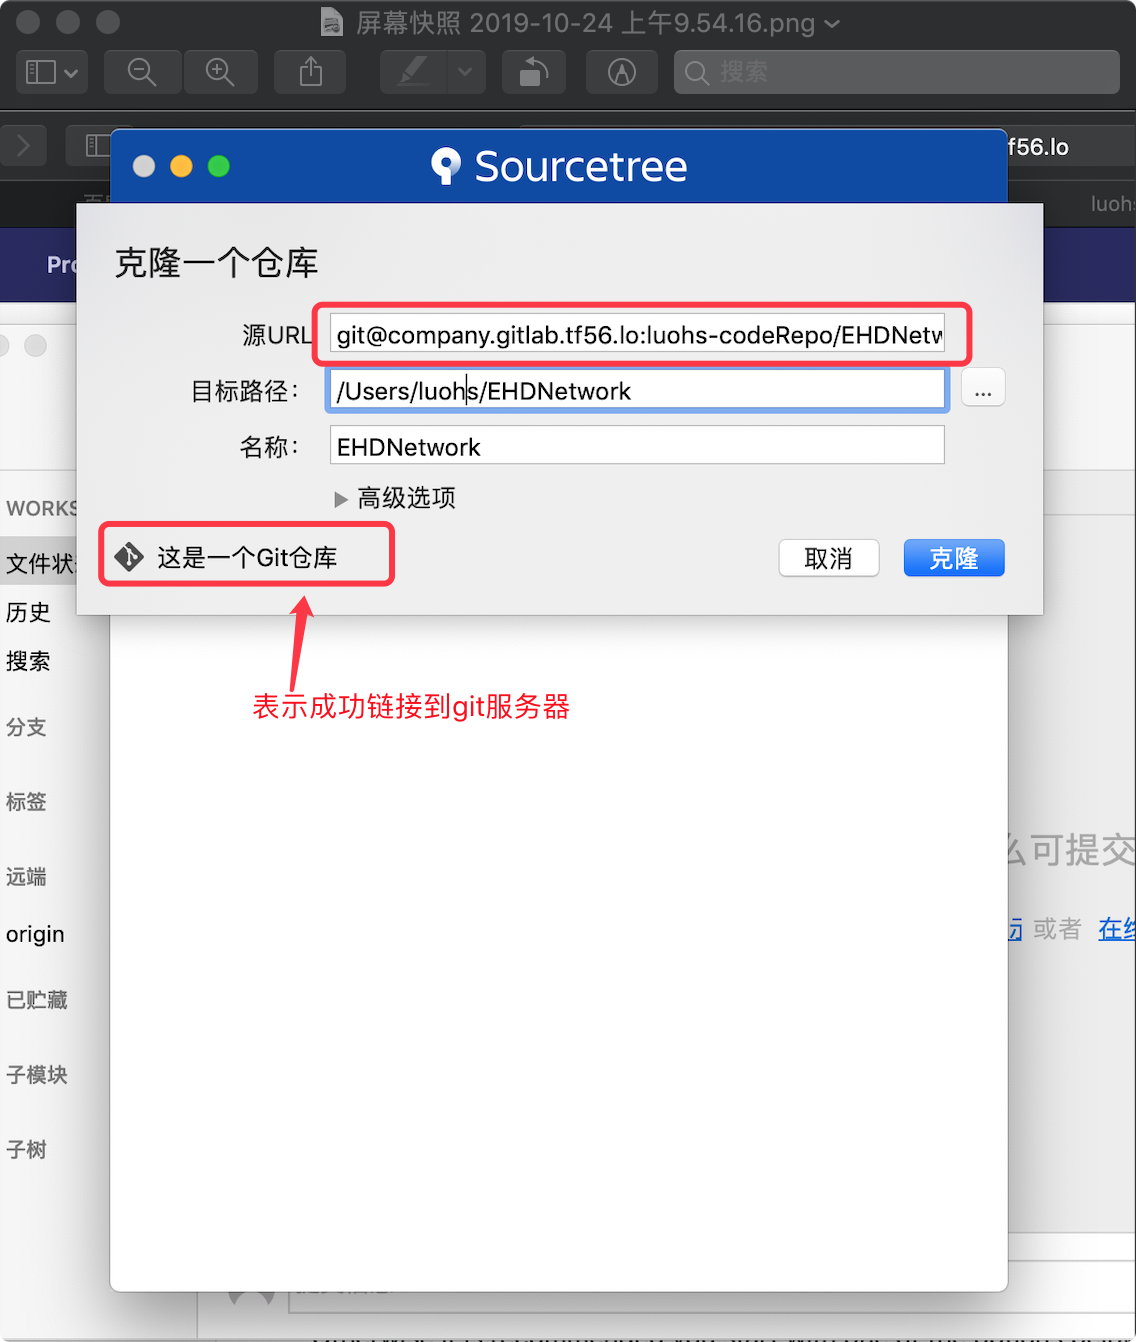 屏幕快照 2019-10-24 上午9.54.16.png
搜索
f56.lo
Sourcetree
luohs
Pro
克隆一个仓库
源URL
git@company.gitlab.tf56.lo:luohs-codeRepo/EHDNetw
目标路径：
/Users/luohs/EHDNetwork
...
名称：
EHDNetwork
高级选项
WORKS
文件状
这是一个Git仓库
取消
克隆
历史
搜索
表示成功链接到git服务器
分支
标签
远端
么可提交
origin
或者 在线
已贮藏
子模块
子树